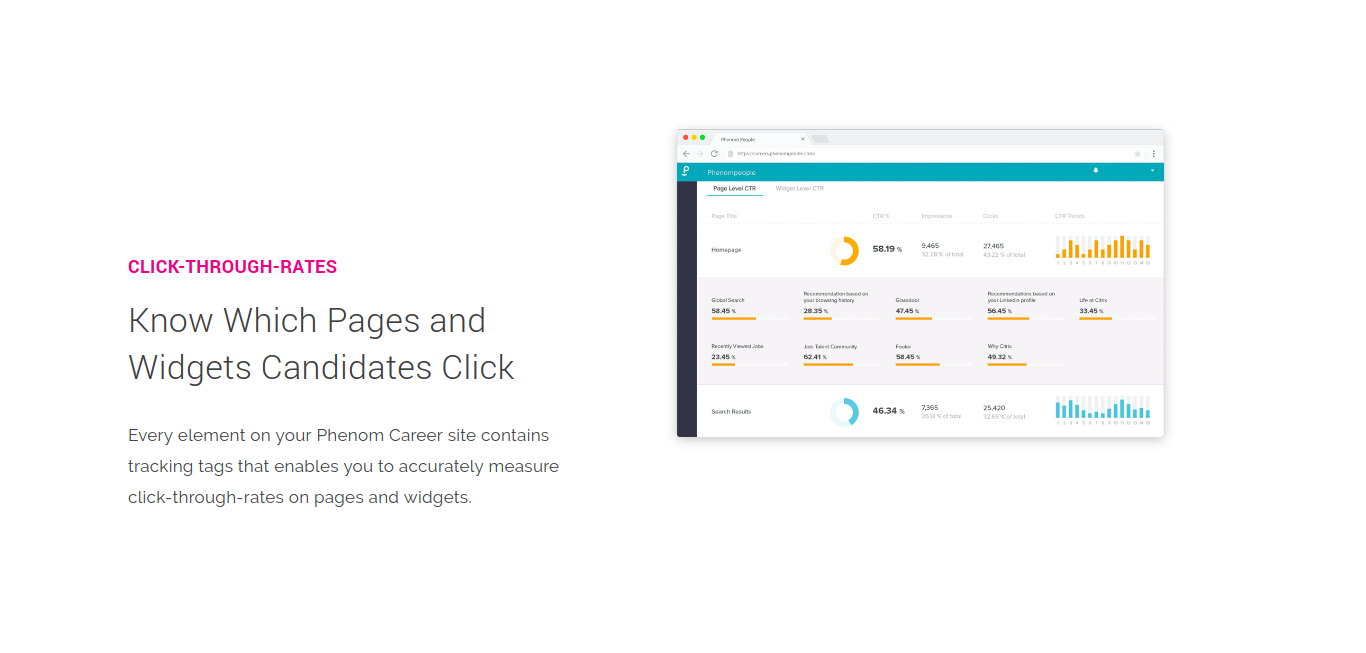 CLICK-THROUGH-RATES
Know Which Pages and
Widgets Candidates Click
Every element on your Phenom Career site contains
tracking tags that enables you to accurately measure
click-through-rates on pages and widgets.
Phenom People
https://careers.phenompeople.com/
Phenompeople
Page Level CTR Widget Level CTR
Page Title CTR % Impressions Clicks CTR Trends
Homepage 58.19 % 9,465 27,465
32.28 % of total 43.22 % of total
1 2 3 4 5 6 7 8 9 10 11 12 13 14 15
Global Search
58.45 %
Recommendation based on
your browsing history
28.35 %
Glassdoor
47.45 %
Recommendations based on
your Linkedin profile
56.45 %
Life at Citrix
33.45 %
Recently Viewed Jobs
23.45 %
Join Talent Community
62.41 %
Footer
58.45 %
Why Citrix
49.32 %
Search Results 46.34 % 7,365 25,420
26.14 % of total 32.65 % of total
1 2 3 4 5 6 7 8 9 10 11 12 13 14 15